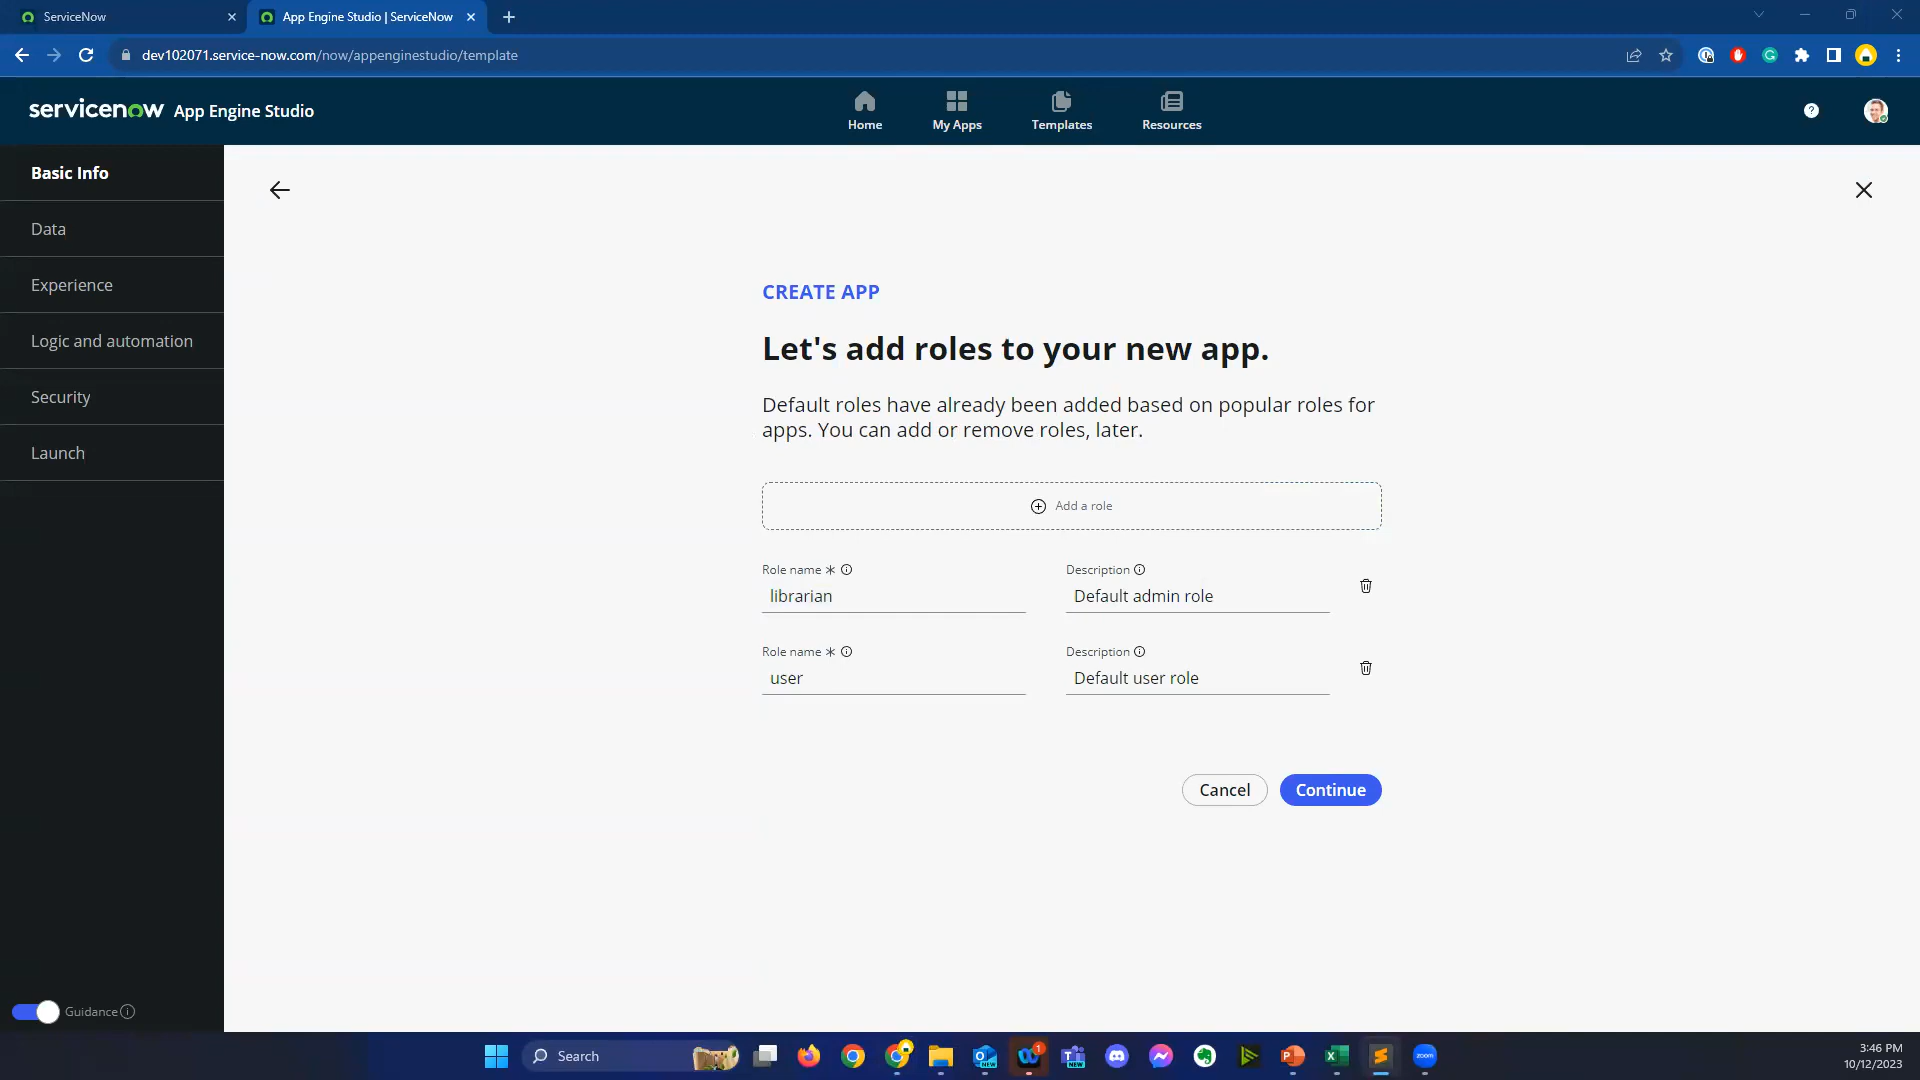 ServiceNow
App Engine Studio | ServiceNow
dev102071.service-now.com/now/appenginestudio/template
servicenow App Engine Studio
Home
My Apps
Templates
Resources
Basic Info
Data
Experience
Logic and automation
Security
Launch
CREATE APP
Let's add roles to your new app.
Default roles have already been added based on popular roles for
apps. You can add or remove roles, later.
Add a role
Role name *
Description
librarian
Default admin role
Role name *
Description
user
Default user role
Cancel
Continue
Guidance
Search
1
NEW
NEW
zoom
3:46 PM
10/12/2023